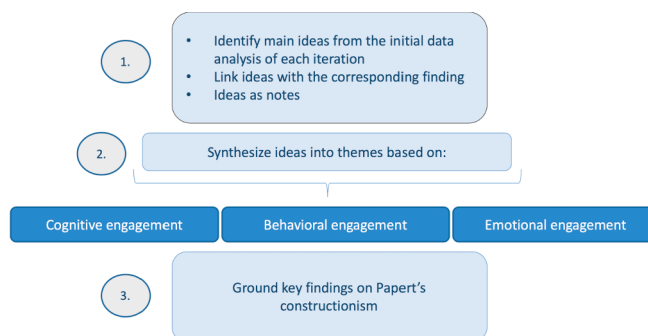 1.
• Identify main ideas from the initial data
analysis of each iteration
• Link ideas with the corresponding finding
• Ideas as notes
2.
Synthesize ideas into themes based on:
Cognitive engagement
Behavioral engagement
Emotional engagement
3.
Ground key findings on Papert's
constructionism